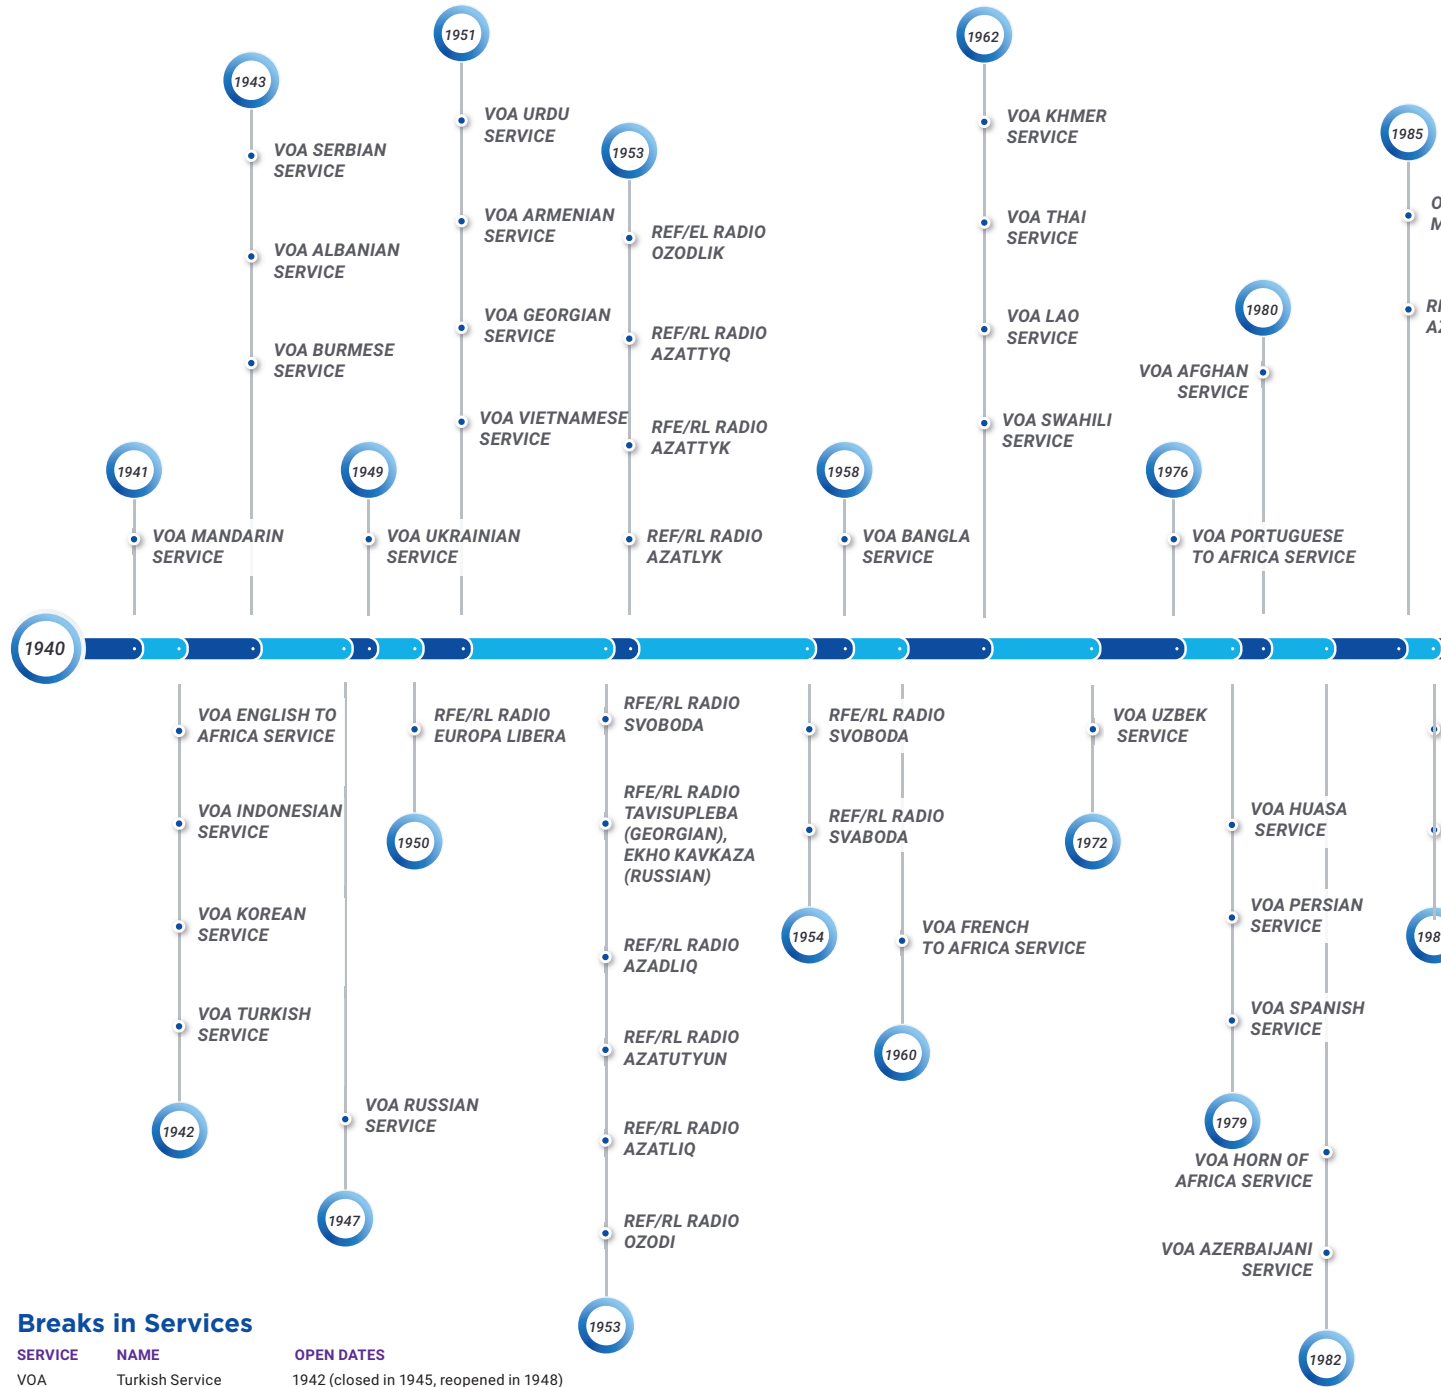 1951
1962
1943
1985
VOA URDU
SERVICE
VOA KHMER
SERVICE
1953
VOA SERBIAN
SERVICE
VOA ARMENIAN
SERVICE
VOA THAI
SERVICE
REF/EL RADIO
OZODLIK
VOA ALBANIAN
SERVICE
1980
VOA GEORGIAN
SERVICE
VOA LAO
SERVICE
REF/RL RADIO
AZATTYQ
VOA BURMESE
SERVICE
VOA AFGHAN
SERVICE
VOA VIETNAMESE
SERVICE
RFE/RL RADIO
AZATTYK
VOA SWAHILI
SERVICE
1941
1949
1958
1976
VOA MANDARIN
SERVICE
VOA UKRAINIAN
SERVICE
REF/RL RADIO
AZATLYK
VOA BANGLA
SERVICE
VOA PORTUGUESE
TO AFRICA SERVICE
1940
VOA ENGLISH TO
AFRICA SERVICE
RFE/RL RADIO
EUROPA LIBERA
RFE/RL RADIO
SVOBODA
RFE/RL RADIO
SVOBODA
VOA UZBEK
SERVICE
VOA INDONESIAN
SERVICE
RFE/RL RADIO
TAVISUPLEBA
(GEORGIAN),
EKHO KAVKAZA
(RUSSIAN)
REF/RL RADIO
SVABODA
VOA HUASA
SERVICE
1950
1972
VOA KOREAN
SERVICE
VOA PERSIAN
SERVICE
1954
VOA FRENCH
TO AFRICA SERVICE
REF/RL RADIO
AZADLIQ
VOA TURKISH
SERVICE
VOA SPANISH
SERVICE
REF/RL RADIO
AZATUTYUN
1960
VOA RUSSIAN
SERVICE
1942
REF/RL RADIO
AZATLIQ
1979
VOA HORN OF
AFRICA SERVICE
1947
REF/RL RADIO
OZODI
VOA AZERBAIJANI
SERVICE
1953
1982
Breaks in Services
SERVICE NAME OPEN DATES
VOA Turkish Service 1942 (closed in 1945, reopened in 1948)